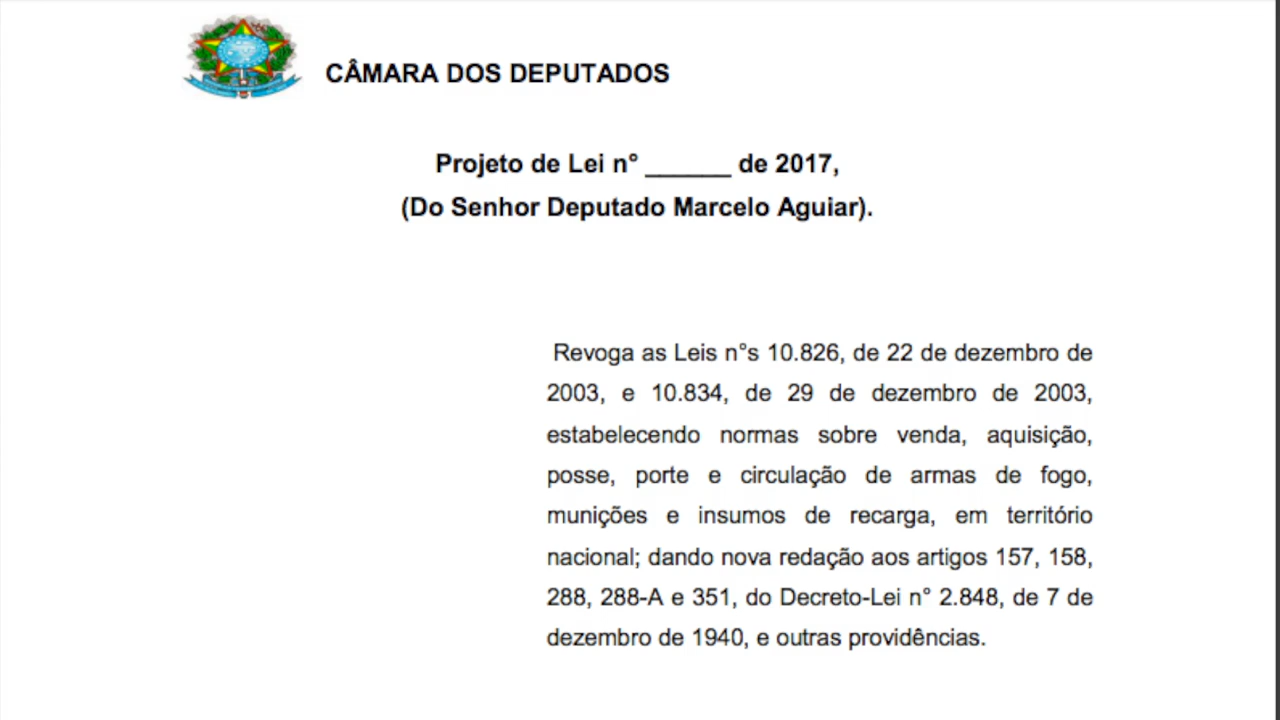 CÂMARA DOS DEPUTADOS
Projeto de Lei n° ______ de 2017,
(Do Senhor Deputado Marcelo Aguiar).
Revoga as Leis n°s 10.826, de 22 de dezembro de
2003, e 10.834, de 29 de dezembro de 2003,
estabelecendo normas sobre venda, aquisição,
posse, porte e circulação de armas de fogo,
munições e insumos de recarga, em território
nacional; dando nova redação aos artigos 157, 158,
288, 288-A e 351, do Decreto-Lei n° 2.848, de 7 de
dezembro de 1940, e outras providências.